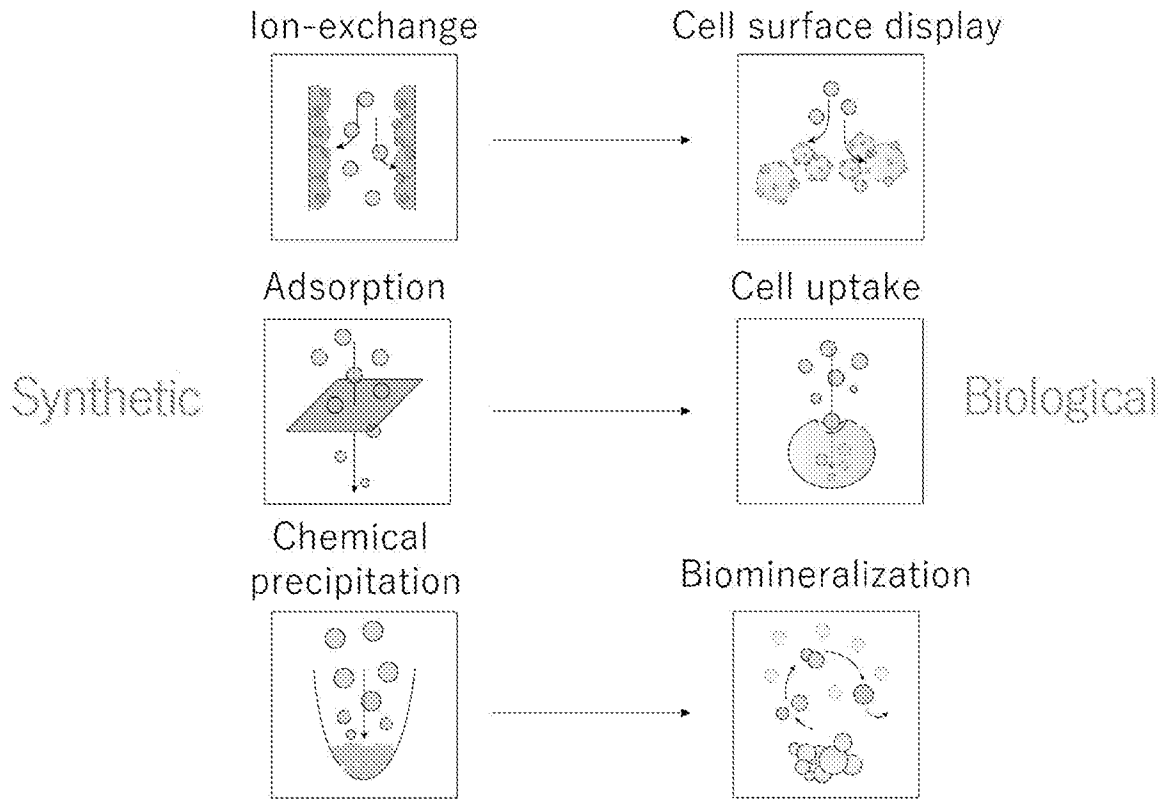 Ion-exchange
Cell surface display
Adsorption
Cell uptake
Synthetic
Biological
Chemical
precipitation
Biomineralization